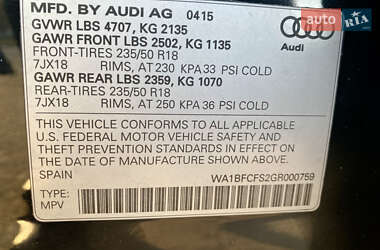 RIA.com
MFD. BY AUDI AG 0415
GVWR LBS 4707, KG 2135
GAWR FRONT LBS 2502, KG 1135
FRONT-TIRES 235/50 R18
7JX18 RIMS, AT 230 KPA 33 PSI COLD
GAWR REAR LBS 2359, KG 1070
REAR-TIRES 235/50 R18
7JX18 RIMS, AT 250 KPA 36 PSI COLD
Audi
THIS VEHICLE CONFORMS TO ALL APPLICABLE
U.S. FEDERAL MOTOR VEHICLE SAFETY AND
THEFT PREVENTION STANDARDS IN EFFECT ON THE
DATE OF MANUFACTURE SHOWN ABOVE.
SPAIN WA1BFCFS2GR000759
TYPE:
MPV